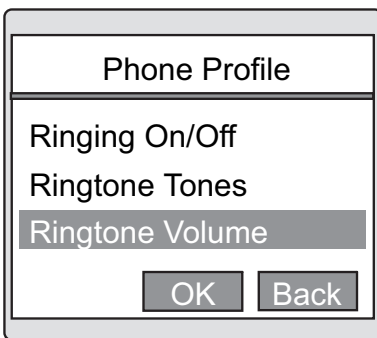 Phone Profile
Ringing On/Off
Ringtone Tones
Ringtone Volume
OK Back